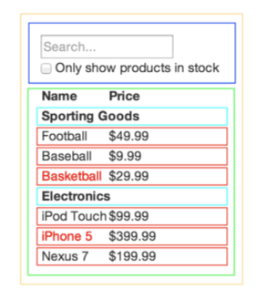 Search...
Only show products in stock
Name Price
Sporting Goods
Football $49.99
Baseball $9.99
Basketball $29.99
Electronics
iPod Touch $99.99
iPhone 5 $399.99
Nexus 7 $199.99